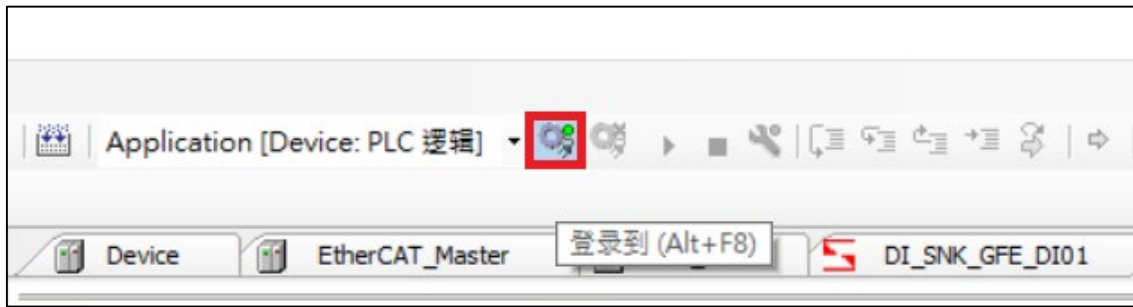 Application [Device: PLC 逻辑]
Device
EtherCAT_Master
登录到 (Alt+F8)
DI_SNK_GFE_DI01